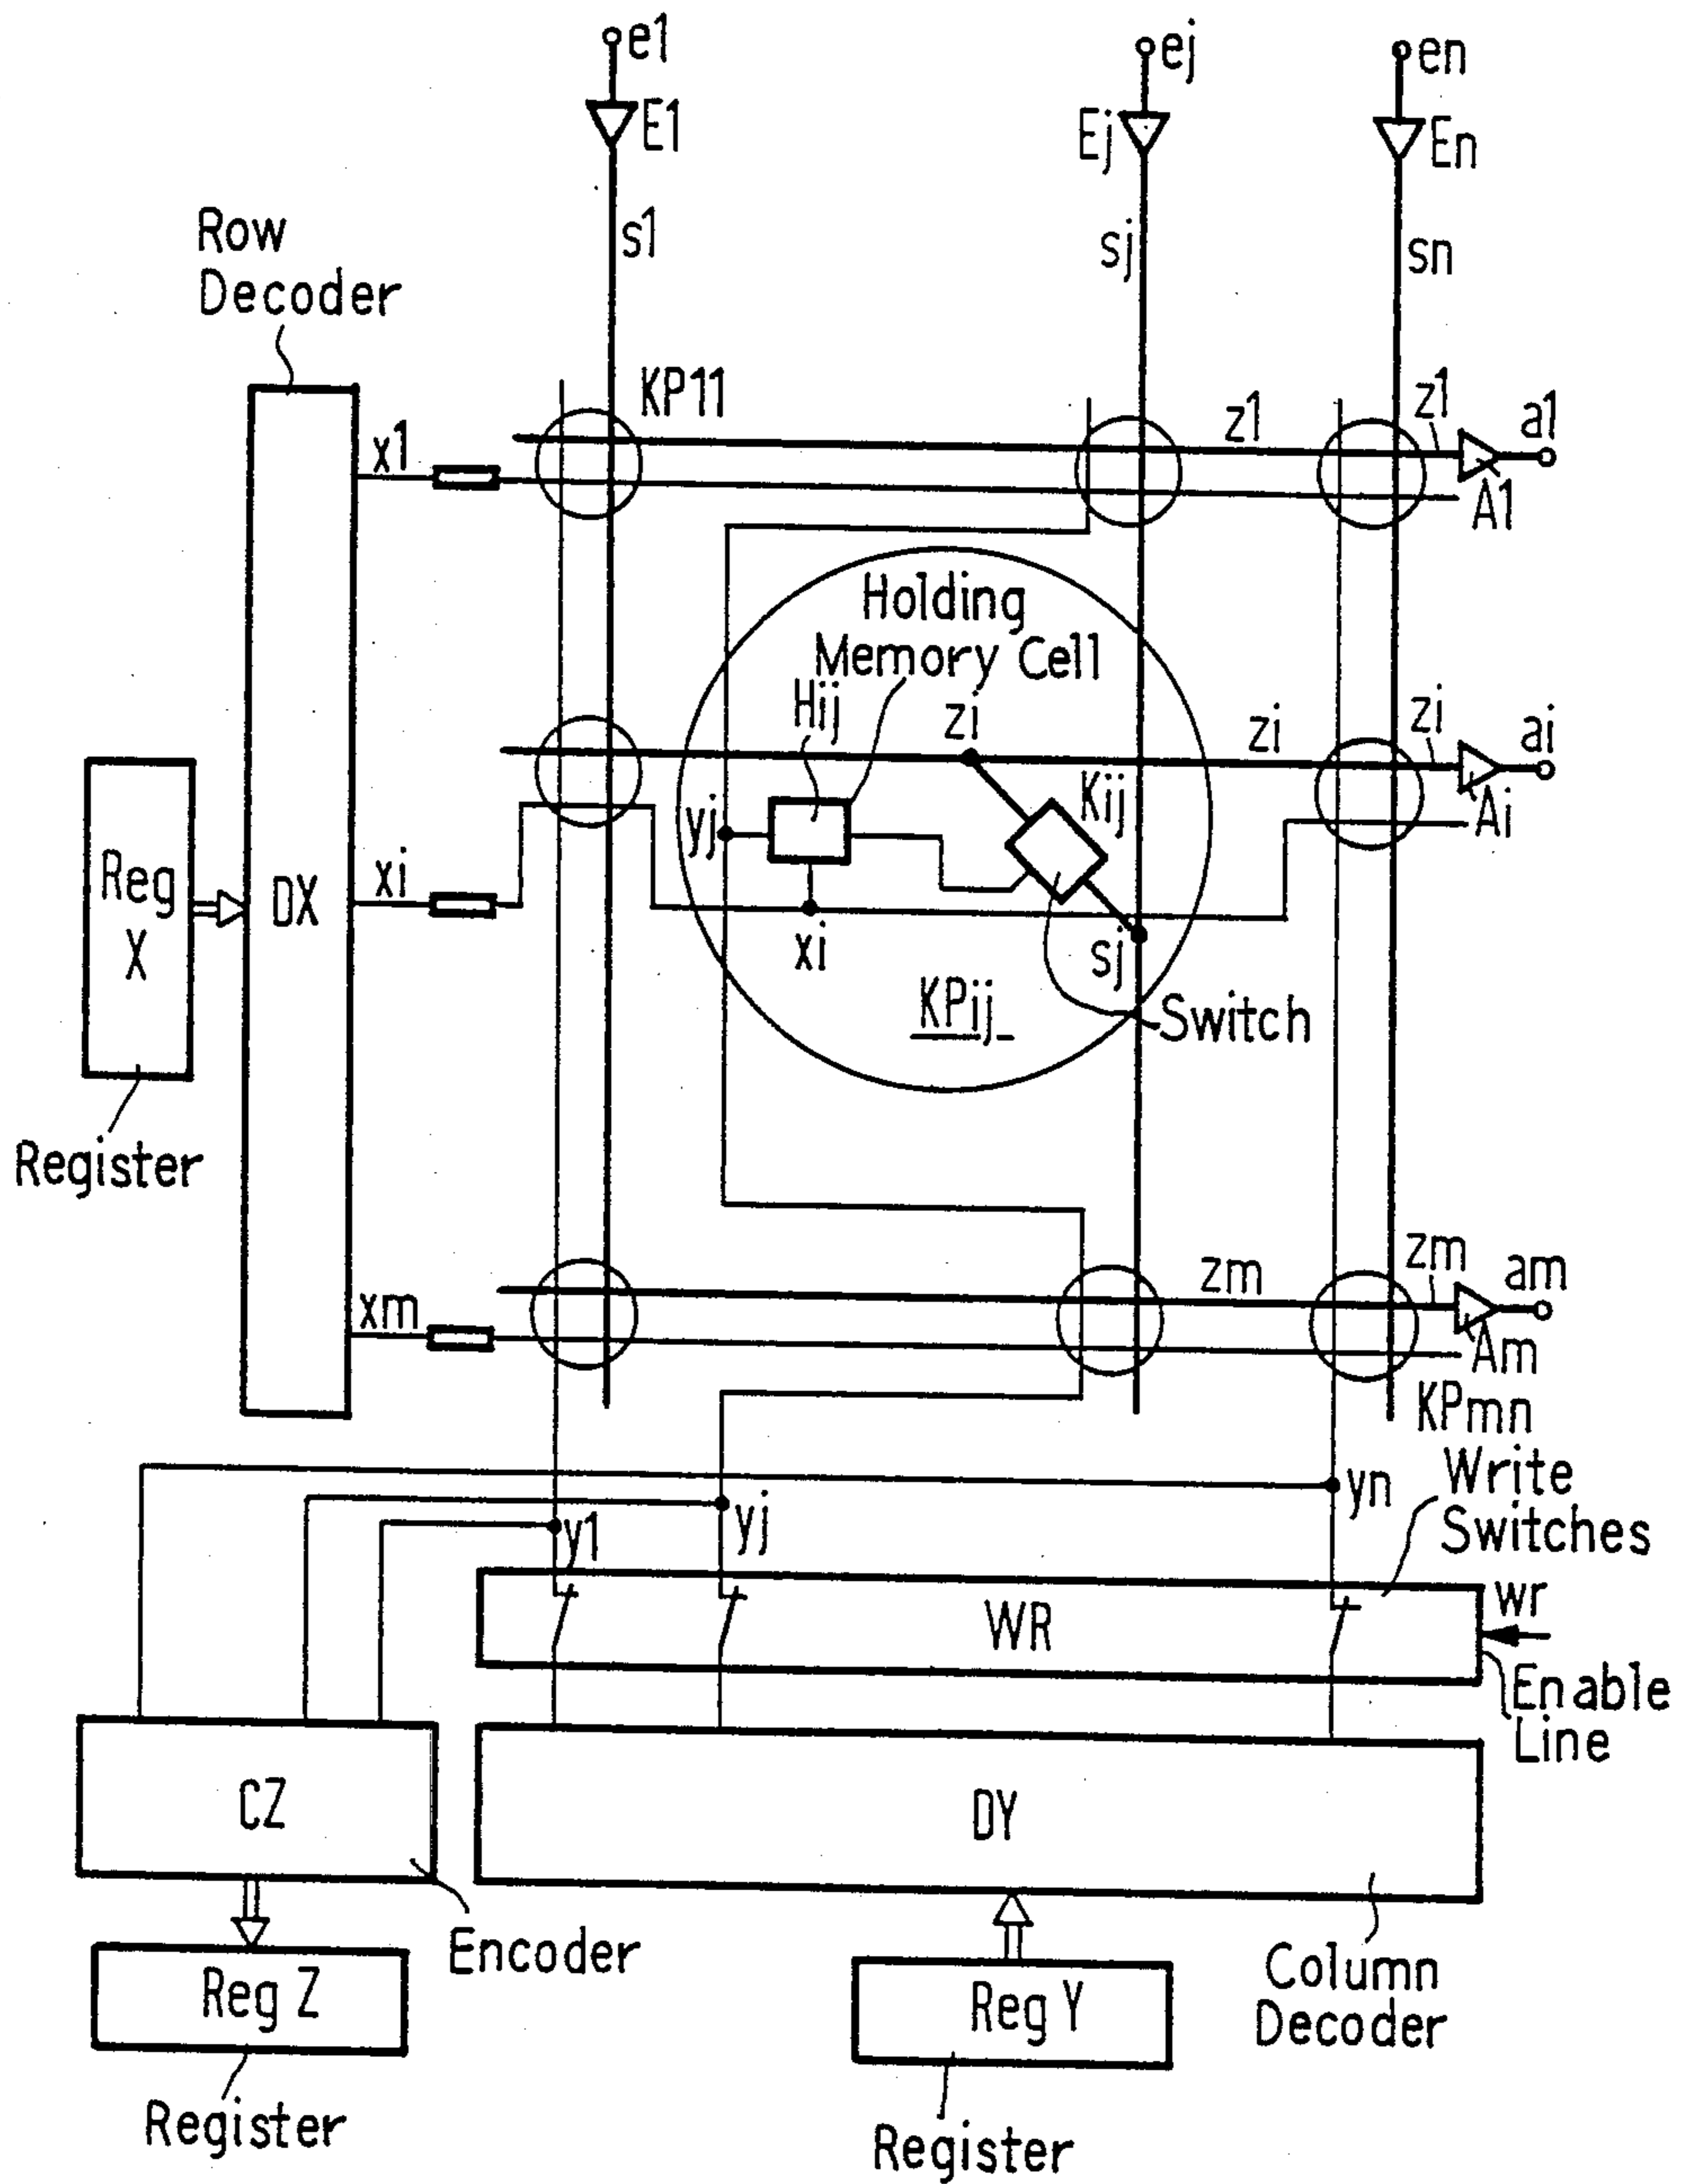 e1
ej
en
E1
Ej
En
s1
sj
sn
Row
Decoder
KP11
x1
z1
z1
a1
A1
Holding
Memory Cell
Hij
zi
zi
zi
ai
Kij
Ai
yj
Reg
X
DX
xi
xi
sj
KPij
Switch
Register
xm
zm
zm
am
Am
KPmn
Write
Switches
yn
yj
y1
WR
wr
Enable
Line
CZ
DY
Encoder
Column
Decoder
Reg Z
Reg Y
Register
Register